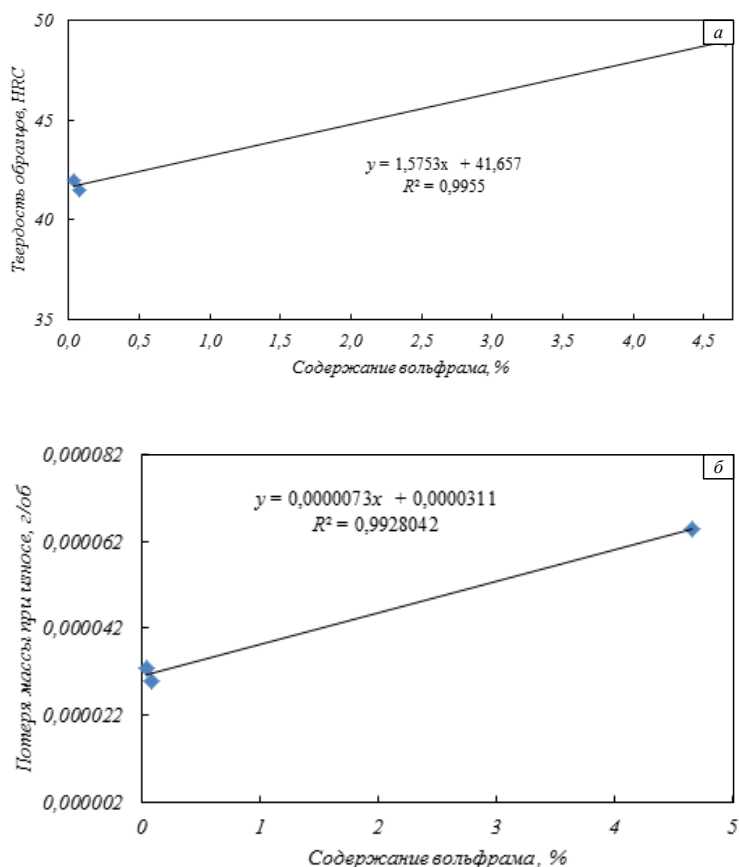 а
50
45
40
35
Твердость образцов, HRC
y = 1,5753x + 41,657
R² = 0,9955
0,0 0,5 1,0 1,5 2,0 2,5 3,0 3,5 4,0 4,5
Содержание вольфрама, %
б
0,000082
0,000062
0,000042
0,000022
0,000002
Потеря массы при износе, г/об
y = 0,0000073x + 0,0000311
R² = 0,9928042
0 1 2 3 4 5
Содержание вольфрама , %